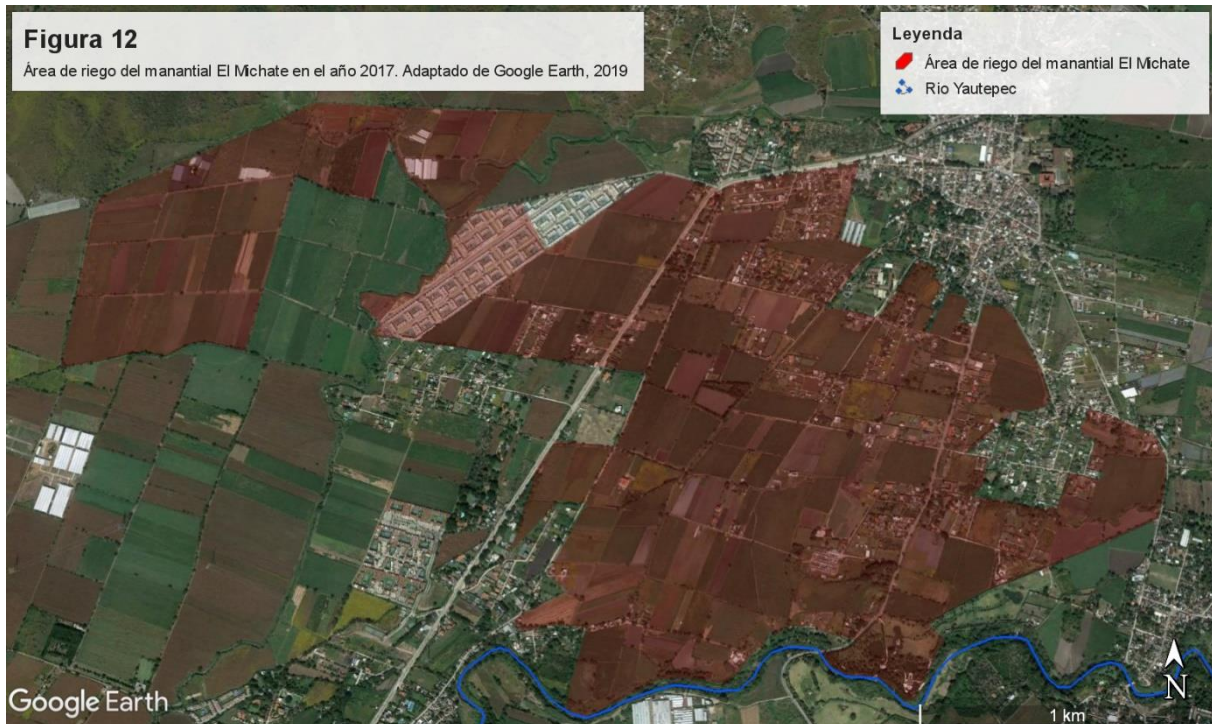 Figura 12
Área de riego del manantial El Michate en el año 2017. Adaptado de Google Earth, 2019
Leyenda
Área de riego del manantial El Michate
Rio Yautepec
Google Earth
N
1 km